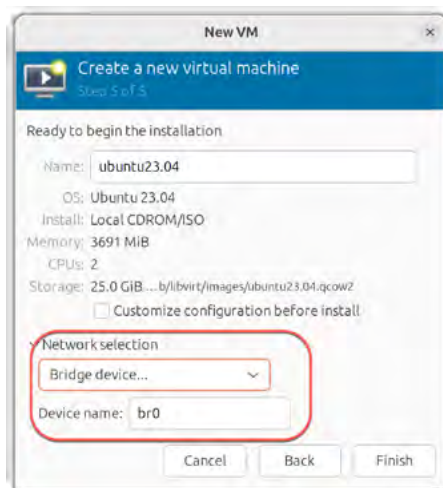 New VM
Create a new virtual machine
Step 5 of 5
Ready to begin the installation
Name: ubuntu23.04
OS: Ubuntu 23.04
Install: Local CDROM/ISO
Memory: 3691 MiB
CPUs: 2
Storage: 25.0 GiB ...b/libvirt/images/ubuntu23.04.qcow2
Customize configuration before install
Network selection
Bridge device...
Device name: br0
Cancel Back Finish